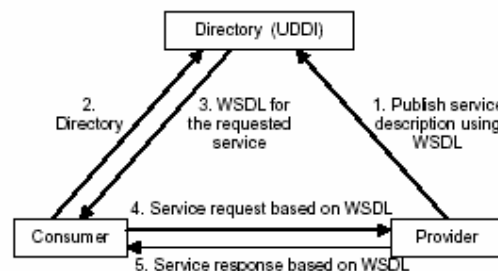 Directory (UDDI)
2.
Directory
3. WSDL for
the requested
service
1. Publish service
description using
WSDL
4. Service request based on WSDL
Consumer
Provider
5. Service response based on WSDL